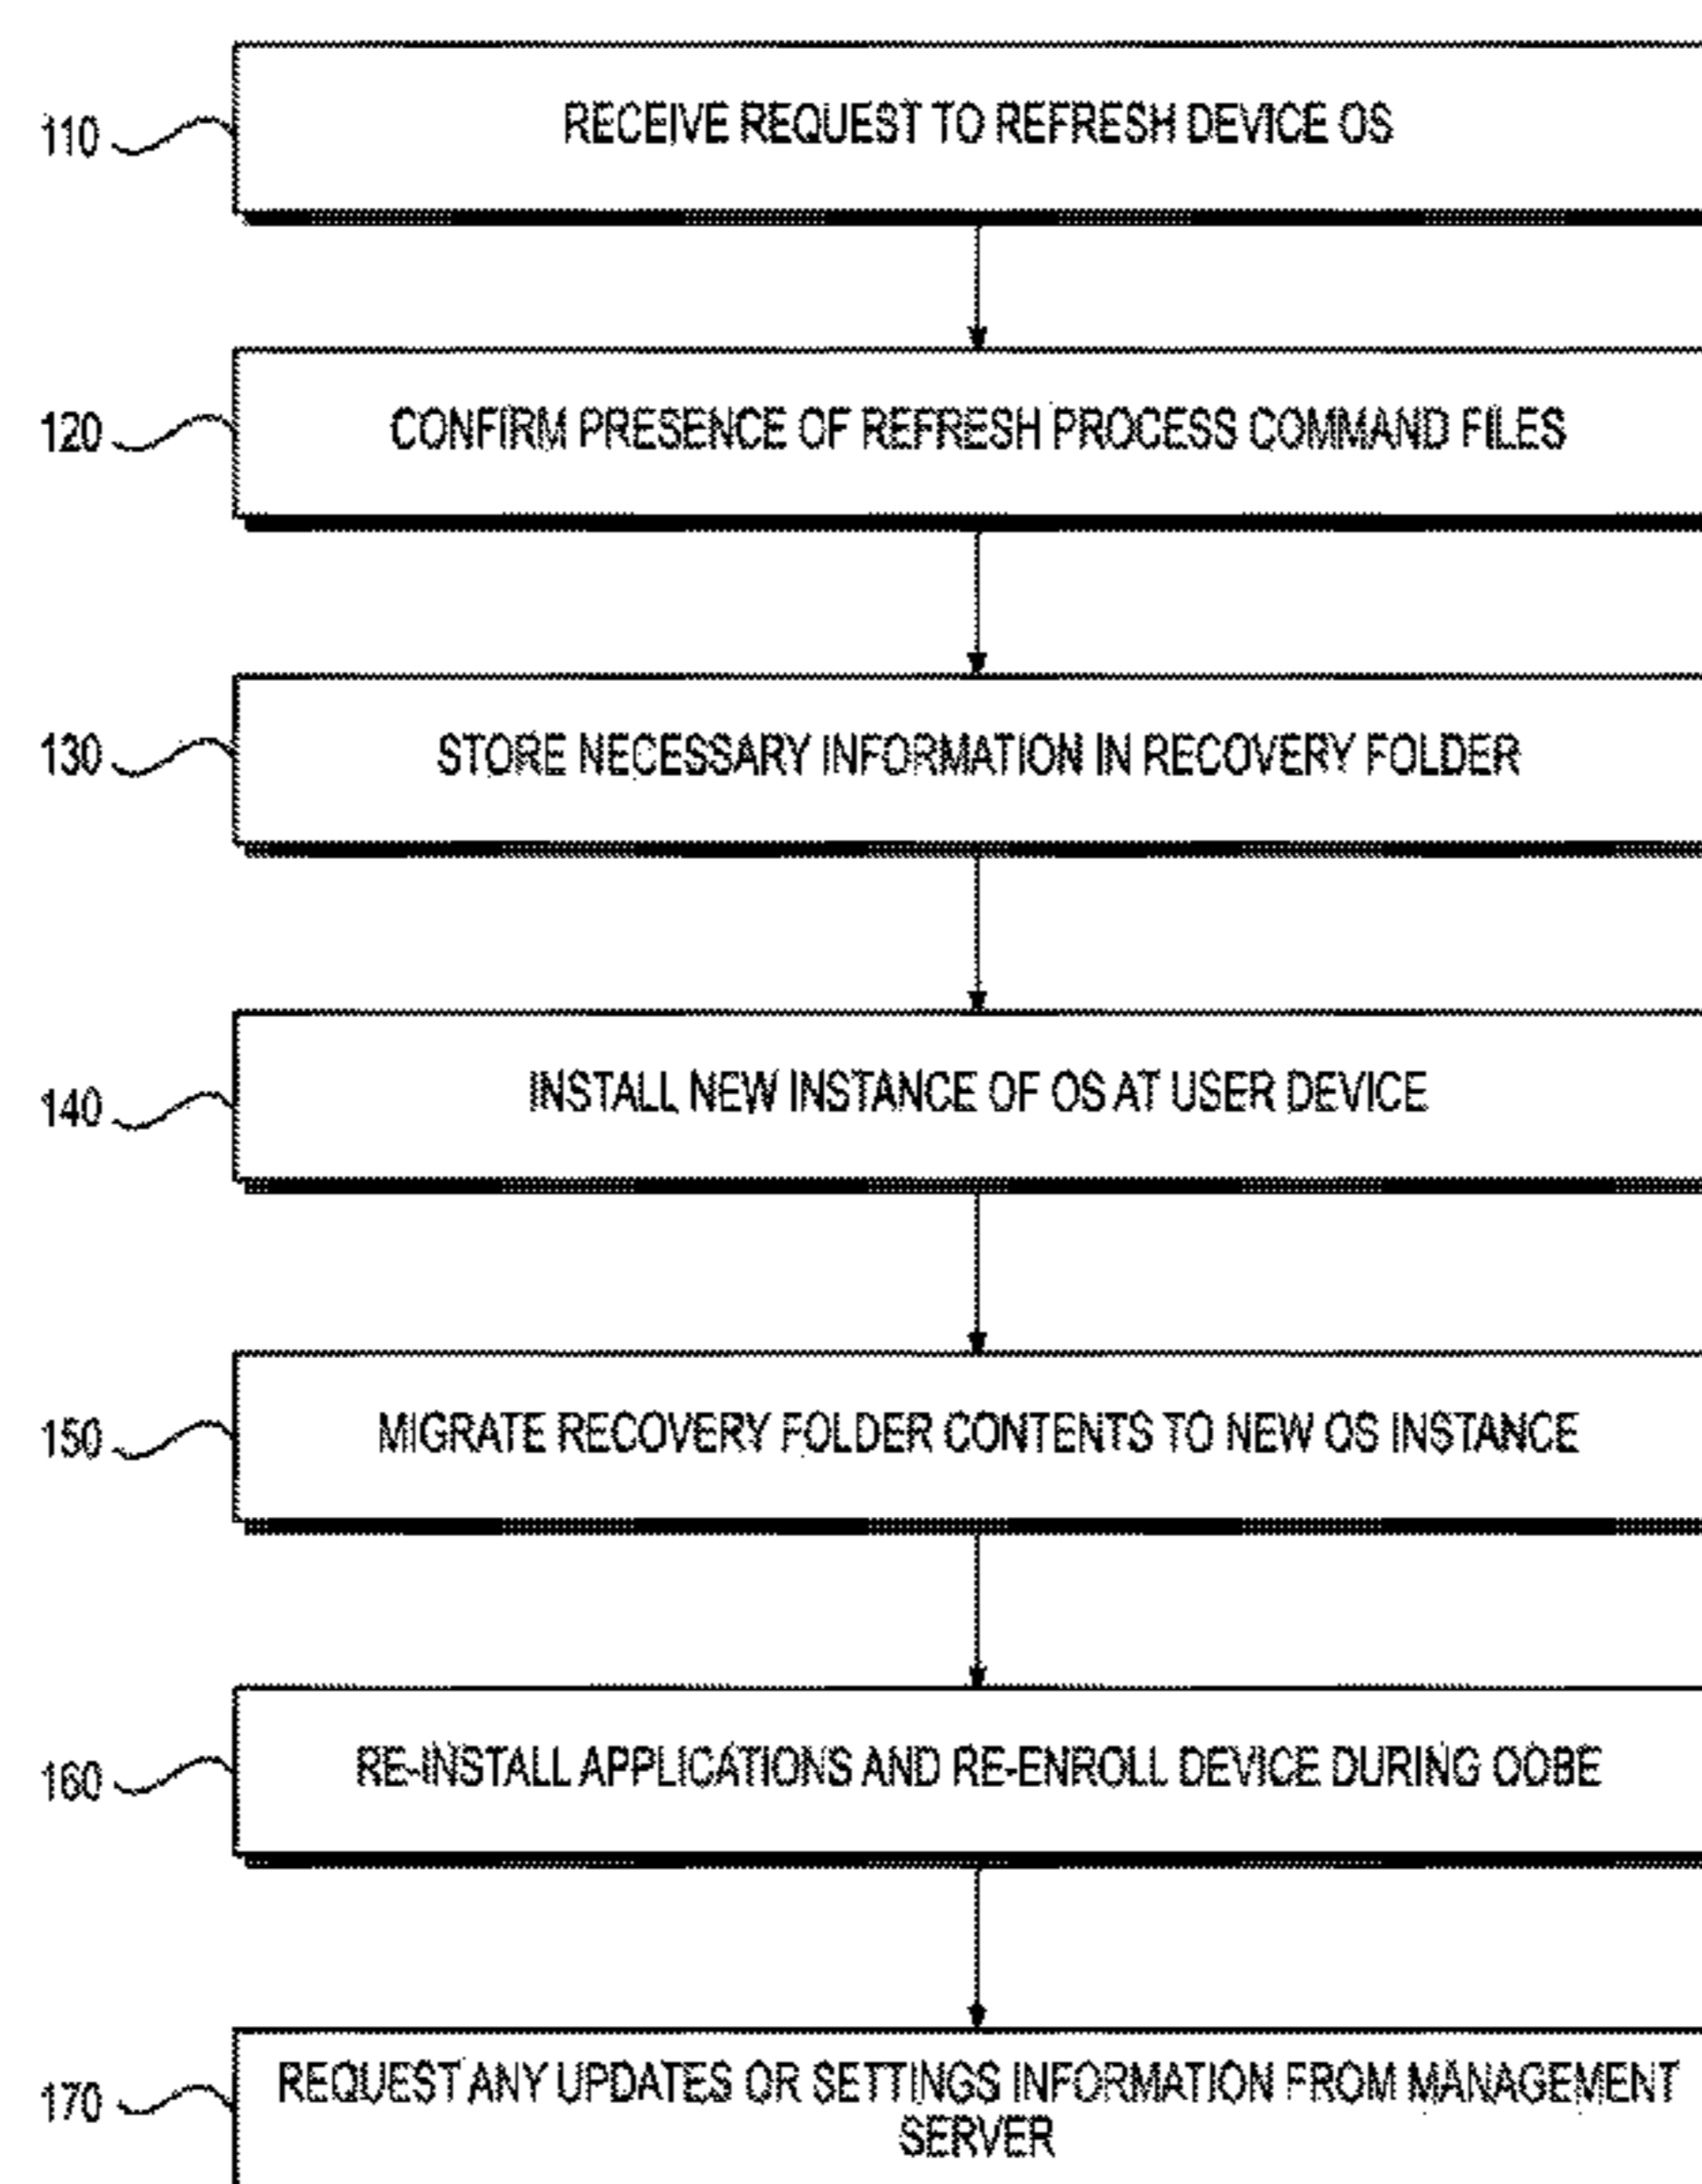 110
RECEIVE REQUEST TO REFRESH DEVICE OS
120
CONFIRM PRESENCE OF REFRESH PROCESS COMMAND FILES
130
STORE NECESSARY INFORMATION IN RECOVERY FOLDER
140
INSTALL NEW INSTANCE OF OS AT USER DEVICE
150
MIGRATE RECOVERY FOLDER CONTENTS TO NEW OS INSTANCE
160
RE-INSTALL APPLICATIONS AND RE-ENROLL DEVICE DURING OOBE
170
REQUEST ANY UPDATES OR SETTINGS INFORMATION FROM MANAGEMENT
SERVER